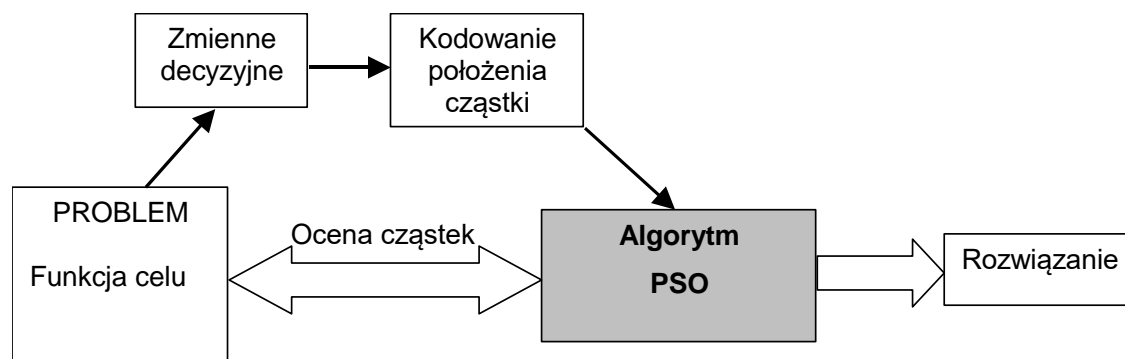 Zmienne
decyzyjne
Kodowanie
położenia
cząstki
PROBLEM
Funkcja celu
Ocena cząstek
Algorytm
PSO
Rozwiązanie